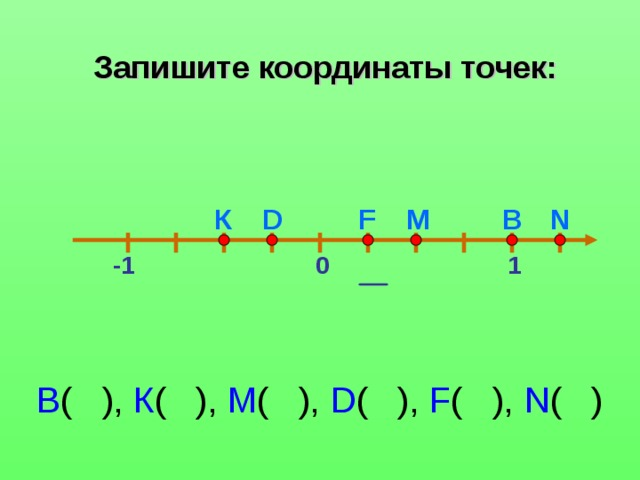 Запишите координаты точек:
К D F М В N
-1 0 1
В( ), К( ), М( ), D( ), F( ), N( )